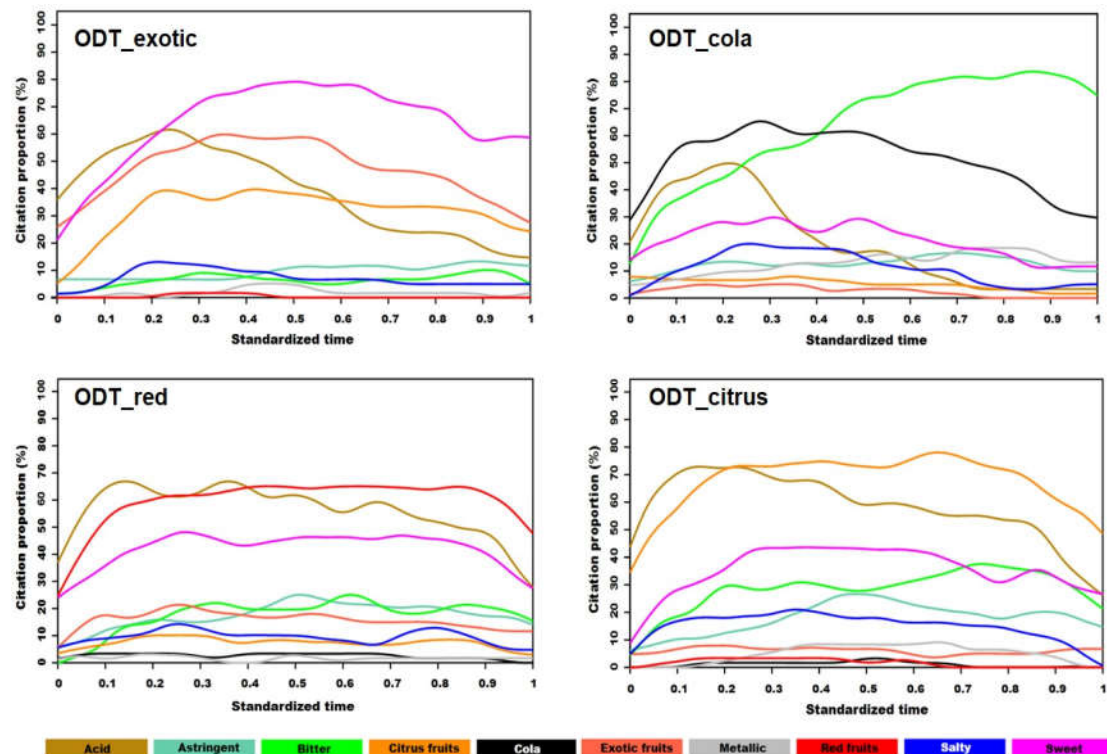 ODT_exotic
Citation proportion (%)
0 10 20 30 40 50 60 70 80 90 100
0 0.1 0.2 0.3 0.4 0.5 0.6 0.7 0.8 0.9 1
Standardized time
ODT_cola
Citation proportion (%)
0 10 20 30 40 50 60 70 80 90 100
0 0.1 0.2 0.3 0.4 0.5 0.6 0.7 0.8 0.9 1
Standardized time
ODT_red
Citation proportion (%)
0 10 20 30 40 50 60 70 80 90 100
0 0.1 0.2 0.3 0.4 0.5 0.6 0.7 0.8 0.9 1
Standardized time
ODT_citrus
Citation proportion (%)
0 10 20 30 40 50 60 70 80 90 100
0 0.1 0.2 0.3 0.4 0.5 0.6 0.7 0.8 0.9 1
Standardized time
Acid Astringent Bitter Citrus fruits Cola Exotic fruits Metallic Red fruits Salty Sweet